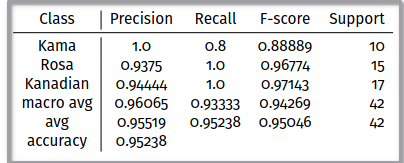 Class Precision Recall F-score Support
Kama 1.0 0.8 0.88889 10
Rosa 0.9375 1.0 0.96774 15
Kanadian 0.94444 1.0 0.97143 17
macro avg 0.96065 0.93333 0.94269 42
avg 0.95519 0.95238 0.95046 42
accuracy 0.95238